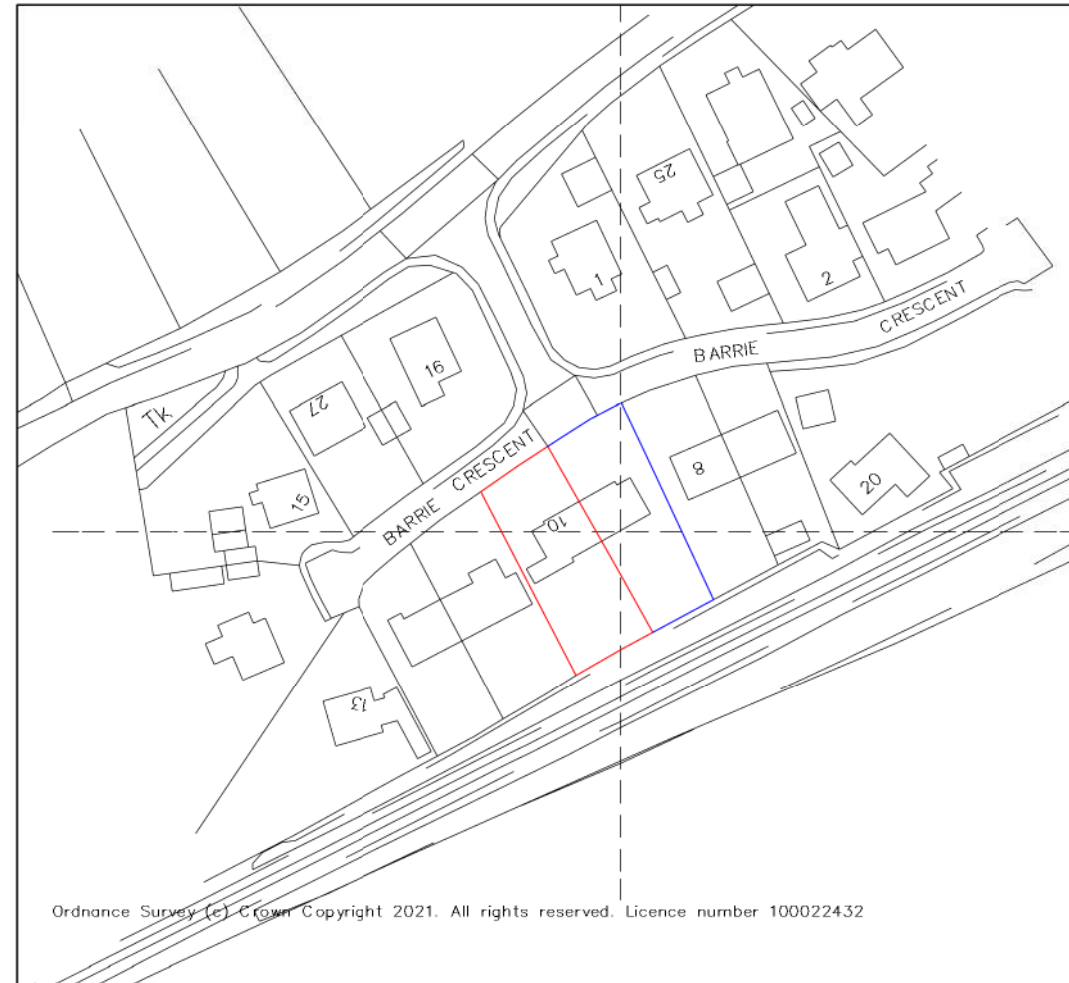 25
1
2
BARRIE CRESCENT
16
27
Tk
8
BARRIE CRESCENT
20
15
10
13
Ordnance Survey (c) Crown Copyright 2021. All rights reserved. Licence number 100022432